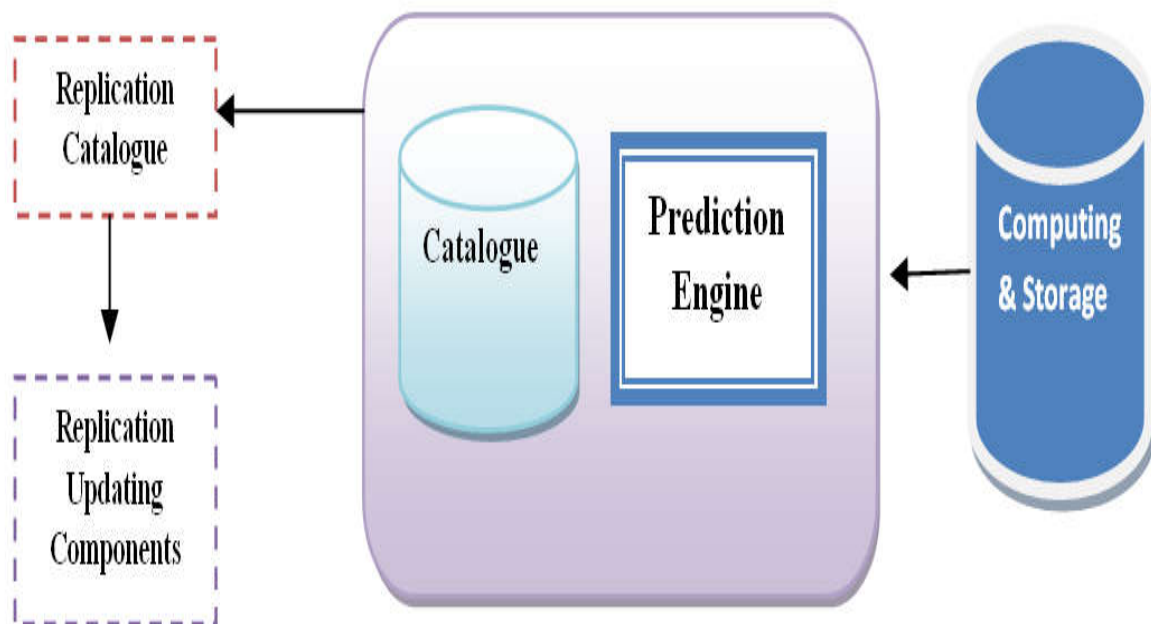 Replication
Catalogue
Catalogue
Prediction
Engine
Computing
& Storage
Replication
Updating
Components